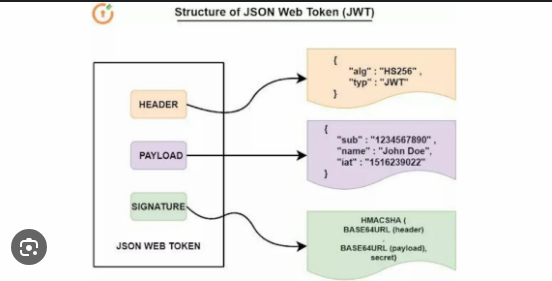 Structure of JSON Web Token (JWT)
HEADER
PAYLOAD
SIGNATURE
JSON WEB TOKEN
{
"alg" : "HS256" ,
"typ" : "JWT"
}
{
"sub" : "1234567890" ,
"name" : "John Doe",
"iat" : "1516239022"
}
HMACSHA (
BASE64URL (header)
.
BASE64URL (payload),
secret)